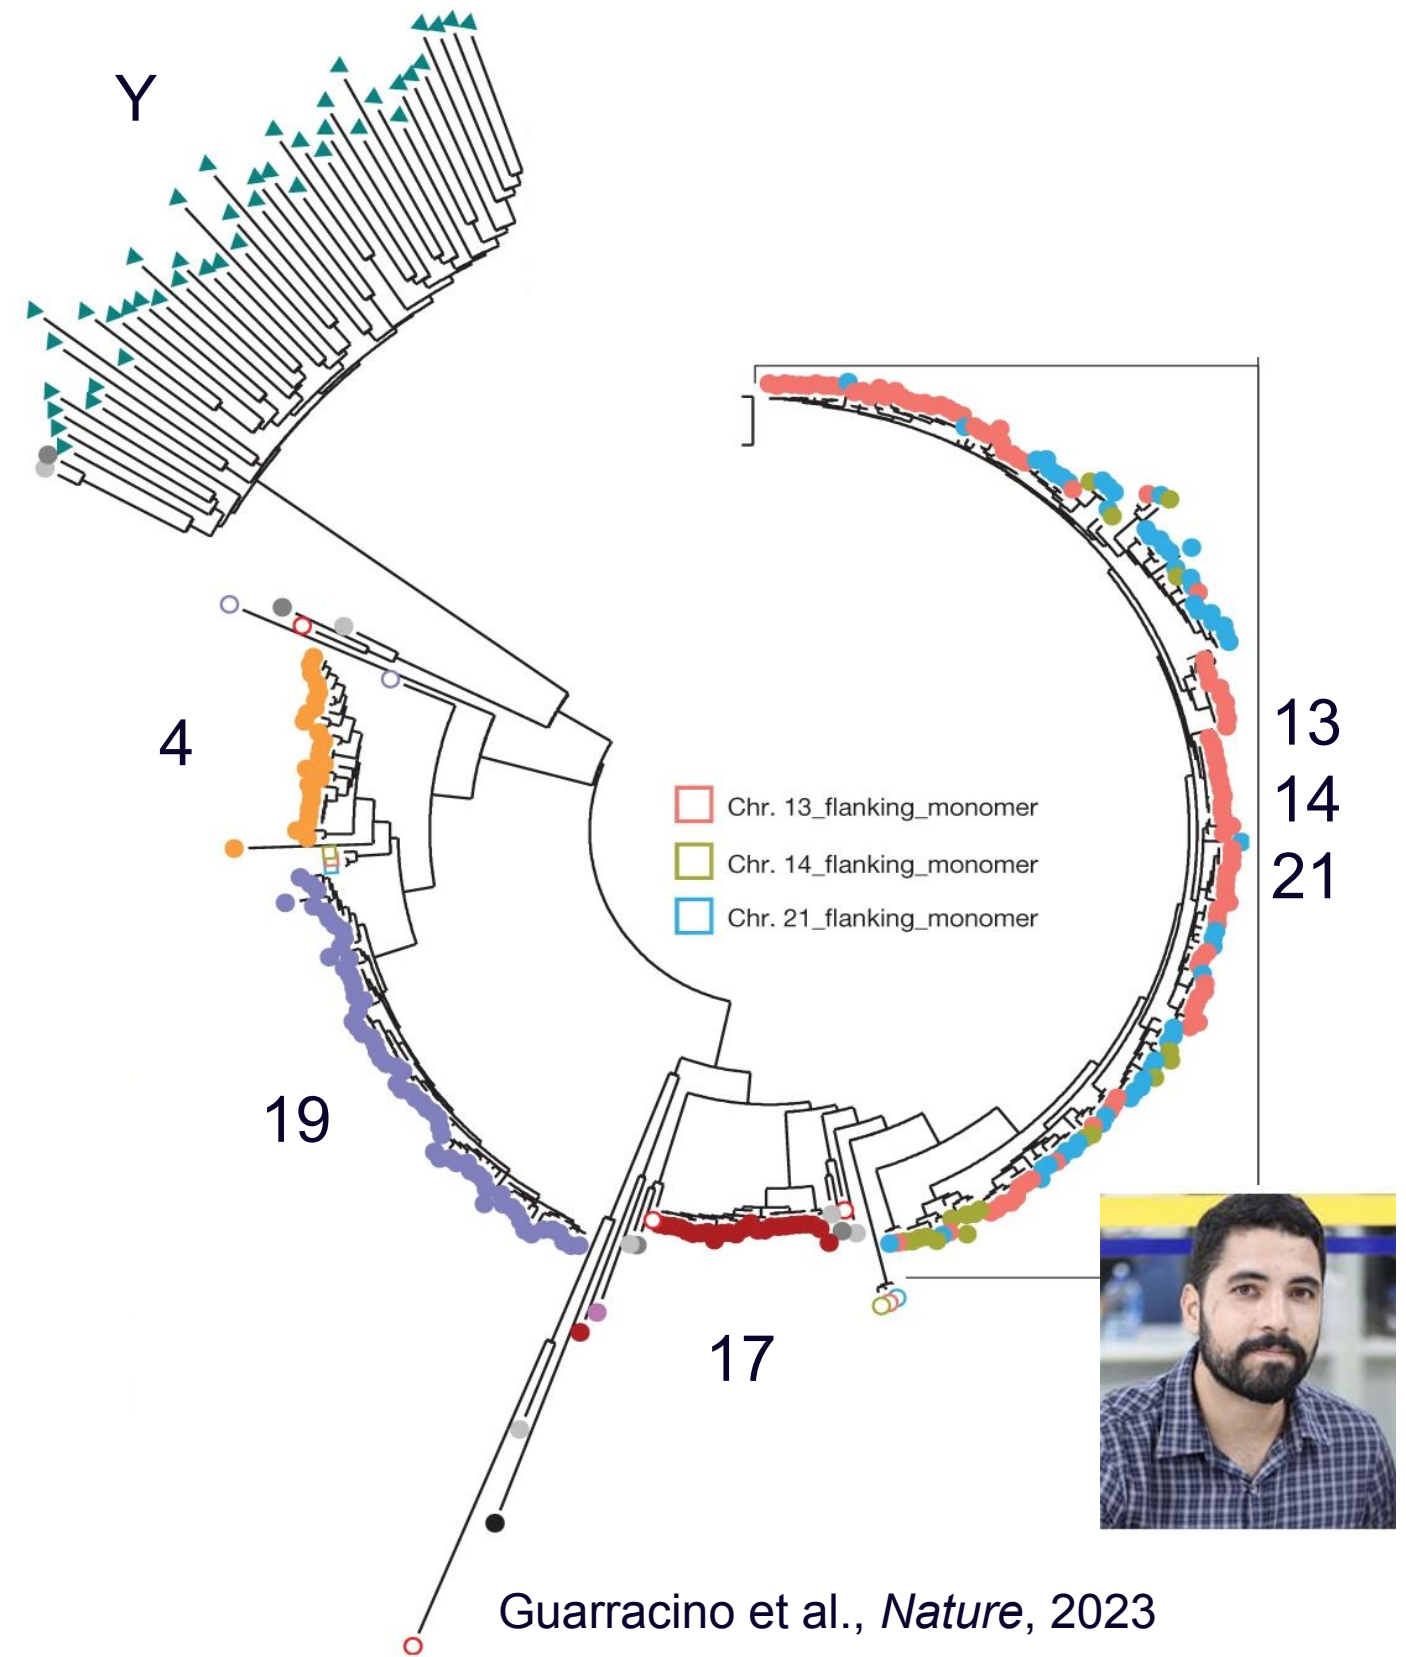 Y
4
13
14
21
Chr. 13_flanking_monomer
Chr. 14_flanking_monomer
Chr. 21_flanking_monomer
19
17
Guarracino et al., Nature, 2023